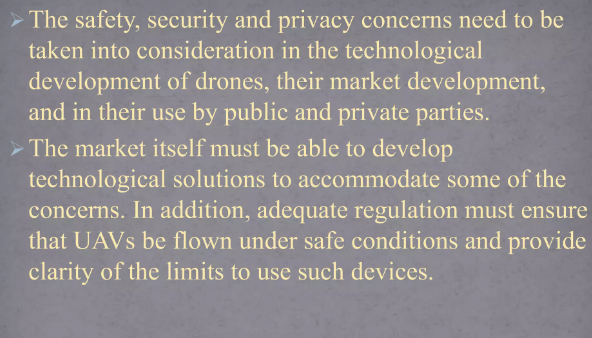 The safety, security and privacy concerns need to be
taken into consideration in the technological
development of drones, their market development,
and in their use by public and private parties.
The market itself must be able to develop
technological solutions to accommodate some of the
concerns. In addition, adequate regulation must ensure
that UAVs be flown under safe conditions and provide
clarity of the limits to use such devices.